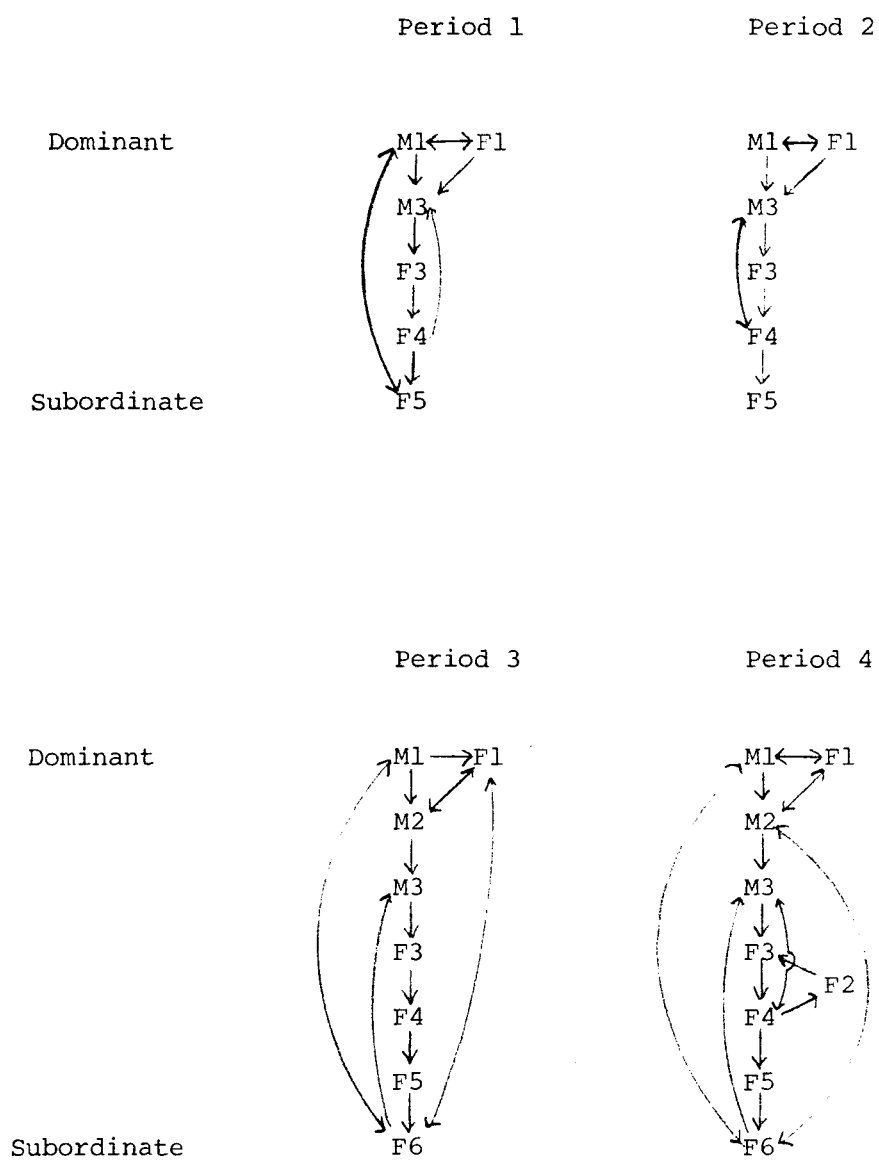 Period 1 Period 2
Dominant M1 F1 M1 F1
M3 M3
F3 F3
F4 F4
Subordinate F5 F5
Period 3 Period 4
Dominant M1 F1 M1 F1
M2 M2
M3 M3
F3 F3
F2
F4 F4
F5 F5
Subordinate F6 F6